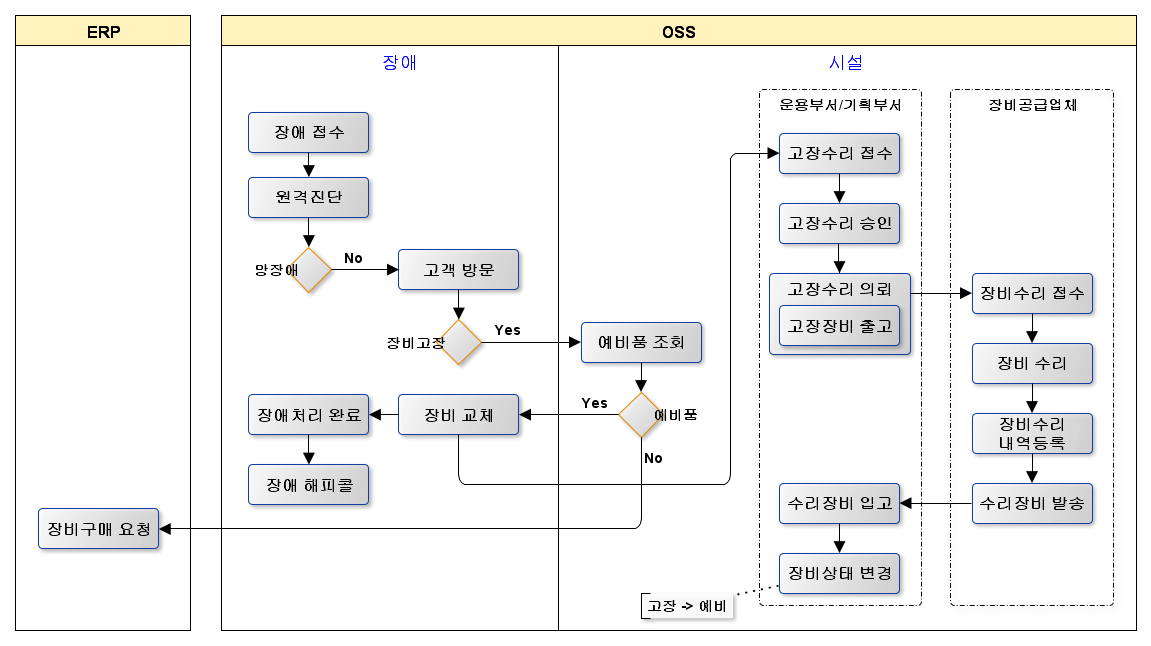 ERP
OSS
장애
시설
운용부서/기획부서
장비공급업체
장애 접수
고장수리 접수
원격진단
고장수리 승인
망장애
No
고객 방문
고장수리 의뢰
장비수리 접수
고장장비 출고
장비고장
Yes
예비품 조회
장비 수리
장애처리 완료
장비 교체
Yes
예비품
장비수리
내역등록
No
장애 해피콜
수리장비 입고
수리장비 발송
장비구매 요청
장비상태 변경
고장 -> 예비